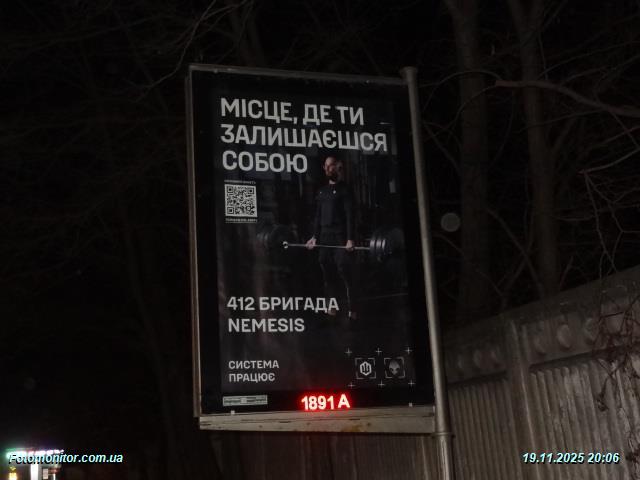 МІСЦЕ, ДЕ ТИ
ЗАЛИШАЄШСЯ
СОБОЮ
412 БРИГАДА
NEMESIS
СИСТЕМА
ПРАЦЮЄ
1891 A
Fotomonitor.com.ua
19.11.2025 20:06